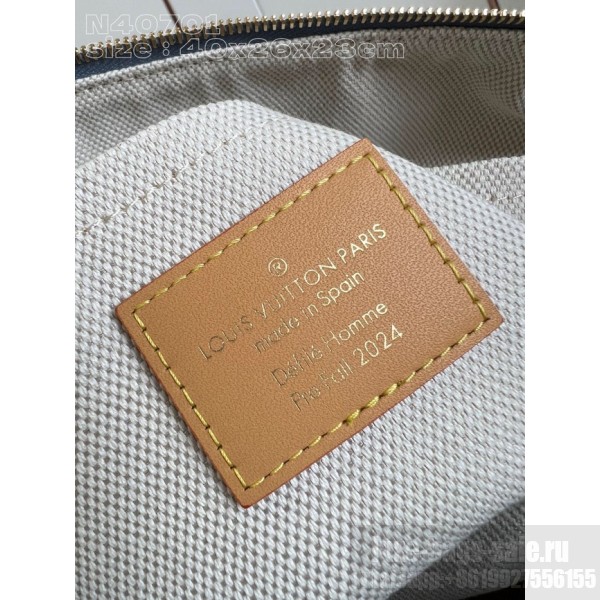 N40701
size : 40x26x23cm
®
LOUIS VUITTON PARIS
made in Spain
Défilé Homme
Pre Fall 2024